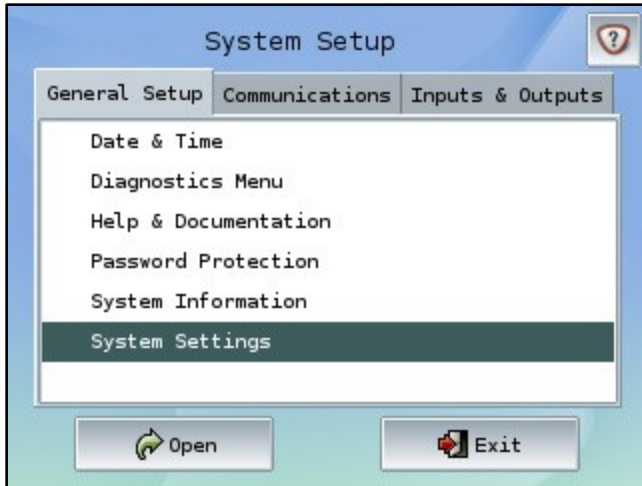 System Setup
?
General Setup Communications Inputs & Outputs
Date & Time
Diagnostics Menu
Help & Documentation
Password Protection
System Information
System Settings
Open Exit